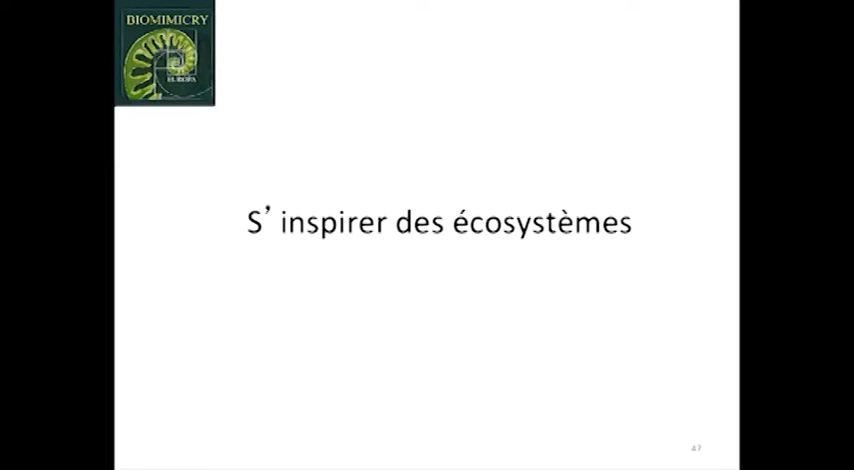 BIOMIMICRY
EUROPA
S’ inspirer des écosystèmes
47